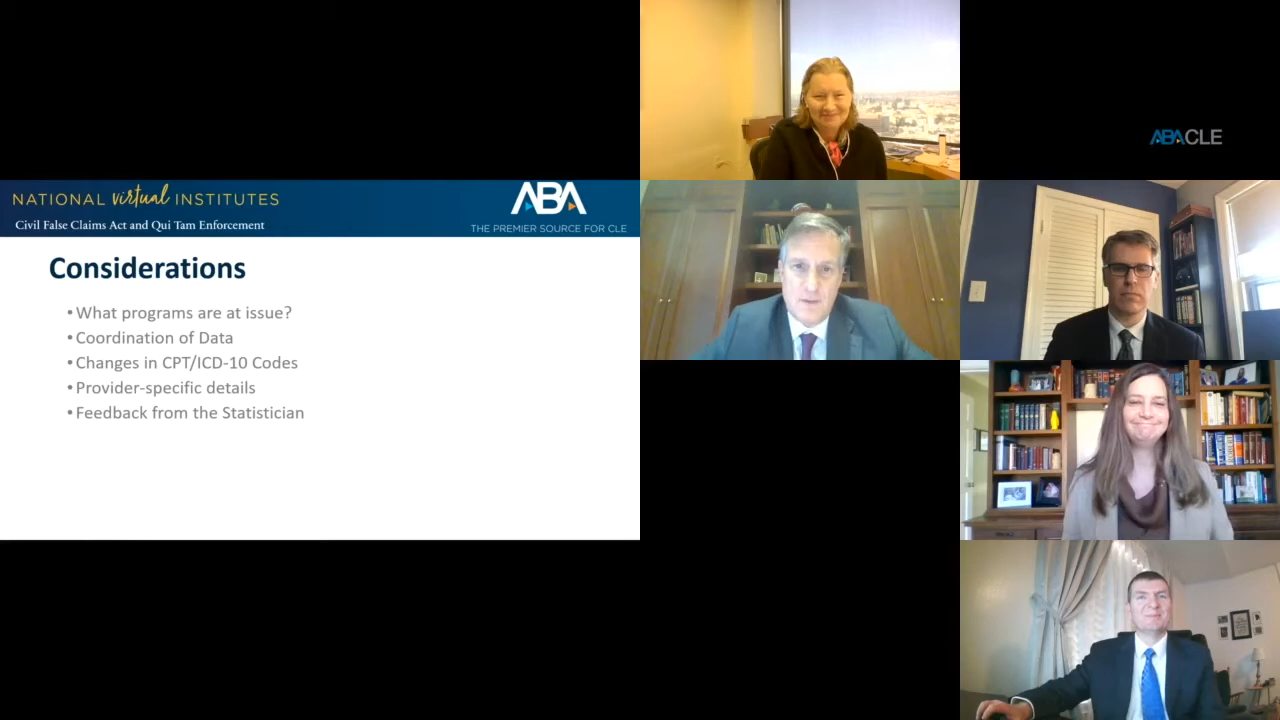 NATIONAL virtual INSTITUTES
Civil False Claims Act and Qui Tam Enforcement
ABA
THE PREMIER SOURCE FOR CLE
Considerations
• What programs are at issue?
• Coordination of Data
• Changes in CPT/ICD-10 Codes
• Provider-specific details
• Feedback from the Statistician
ABACLE